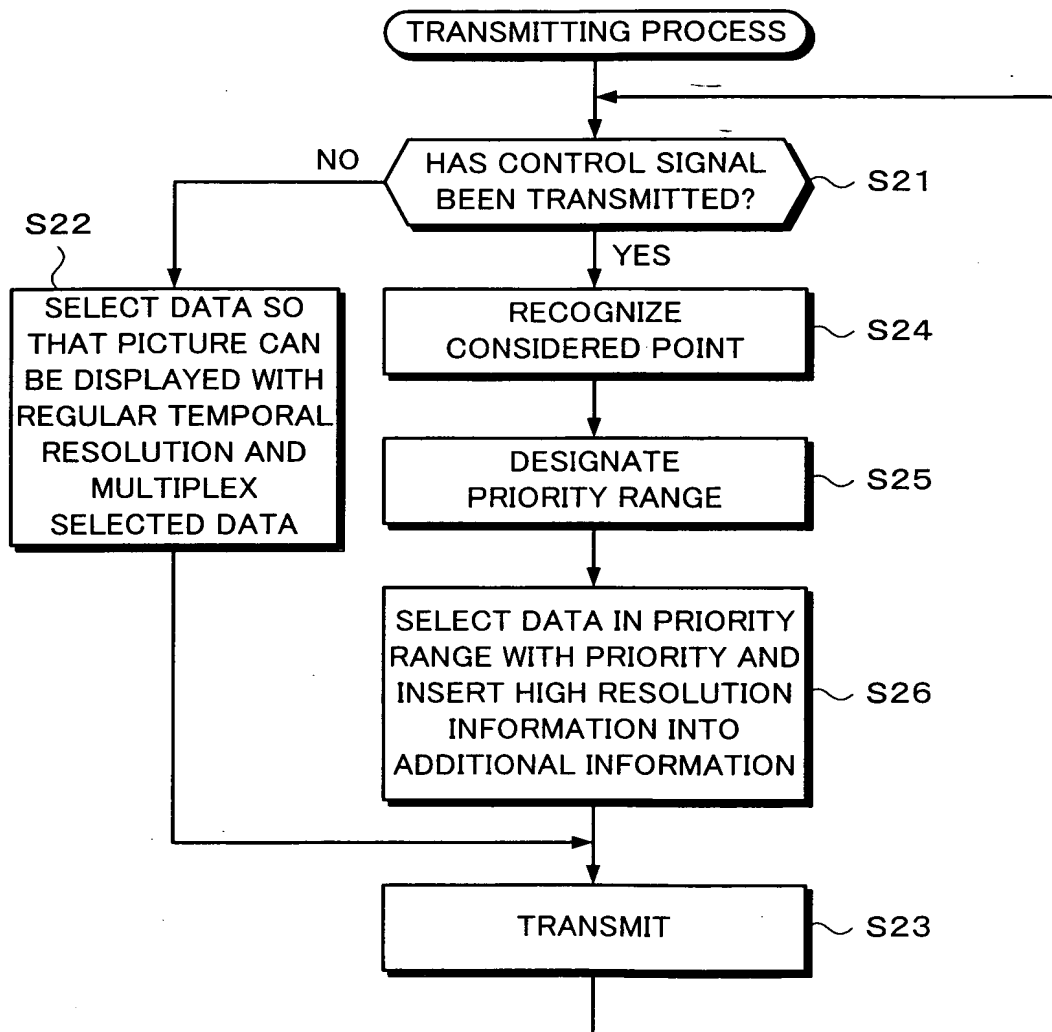 TRANSMITTING PROCESS
HAS CONTROL SIGNAL
BEEN TRANSMITTED?
S21
NO
YES
S22
SELECT DATA SO
THAT PICTURE CAN
BE DISPLAYED WITH
REGULAR TEMPORAL
RESOLUTION AND
MULTIPLEX
SELECTED DATA
RECOGNIZE
CONSIDERED POINT
S24
DESIGNATE
PRIORITY RANGE
S25
SELECT DATA IN PRIORITY
RANGE WITH PRIORITY AND
INSERT HIGH RESOLUTION
INFORMATION INTO
ADDITIONAL INFORMATION
S26
TRANSMIT
S23